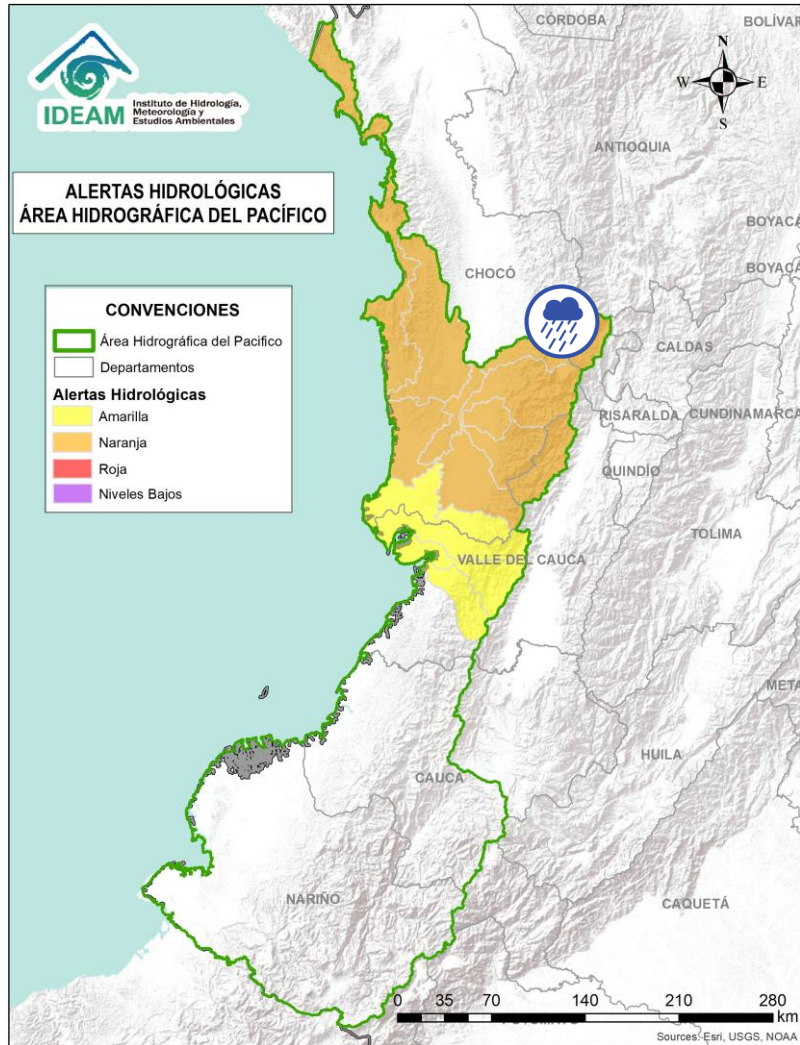 IDEAM
Instituto de Hidrología,
Meteorología y
Estudios Ambientales
ALERTAS HIDROLÓGICAS
ÁREA HIDROGRÁFICA DEL PACÍFICO
CONVENCIONES
Área Hidrográfica del Pacifico
Departamentos
Alertas Hidrológicas
Amarilla
Naranja
Roja
Niveles Bajos
CÓRDOBA
BOLÍVAR
N
W
E
S
ANTIOQUIA
BOYACÁ
CHOCÓ
BOYACÁ
CALDAS
RISARALDA
CUNDINAMARCA
QUINDÍO
TOLIMA
VALLE DEL CAUCA
META
HUILA
CAUCA
NARIÑO
CAQUETÁ
0 35 70 140 210 280
km
Sources: Esri, USGS, NOAA